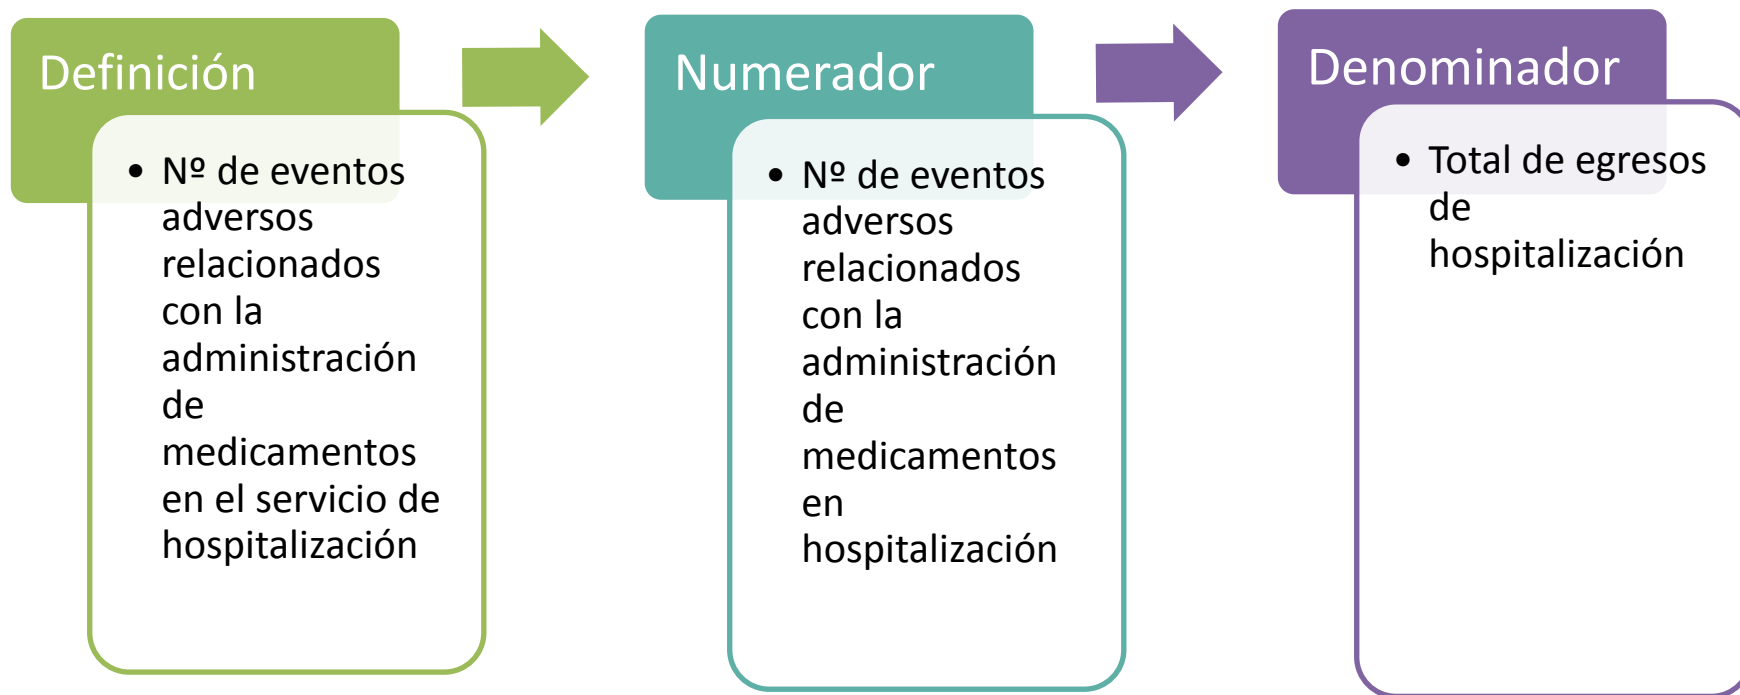 Definición
• Nº de eventos
adversos
relacionados
con la
administración
de
medicamentos
en el servicio de
hospitalización
Numerador
• Nº de eventos
adversos
relacionados
con la
administración
de
medicamentos
en
hospitalización
Denominador
• Total de egresos
de
hospitalización